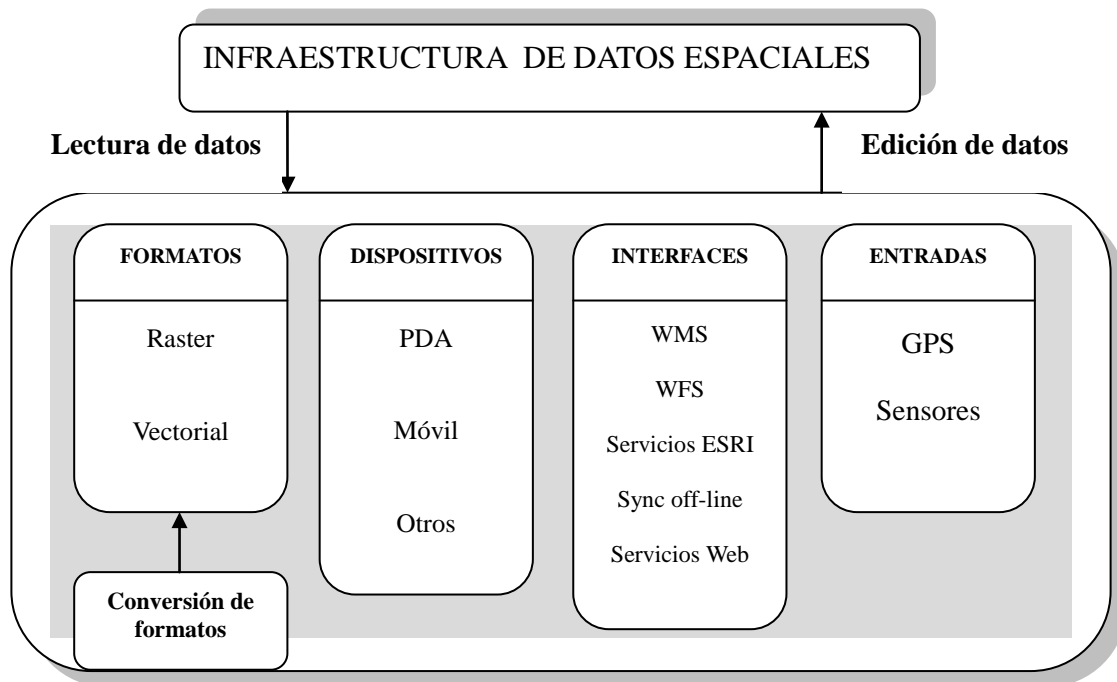 INFRAESTRUCTURA DE DATOS ESPACIALES
Lectura de datos
Edición de datos
FORMATOS
Raster
Vectorial
Conversión de
formatos
DISPOSITIVOS
PDA
Móvil
Otros
INTERFACES
WMS
WFS
Servicios ESRI
Sync off-line
Servicios Web
ENTRADAS
GPS
Sensores